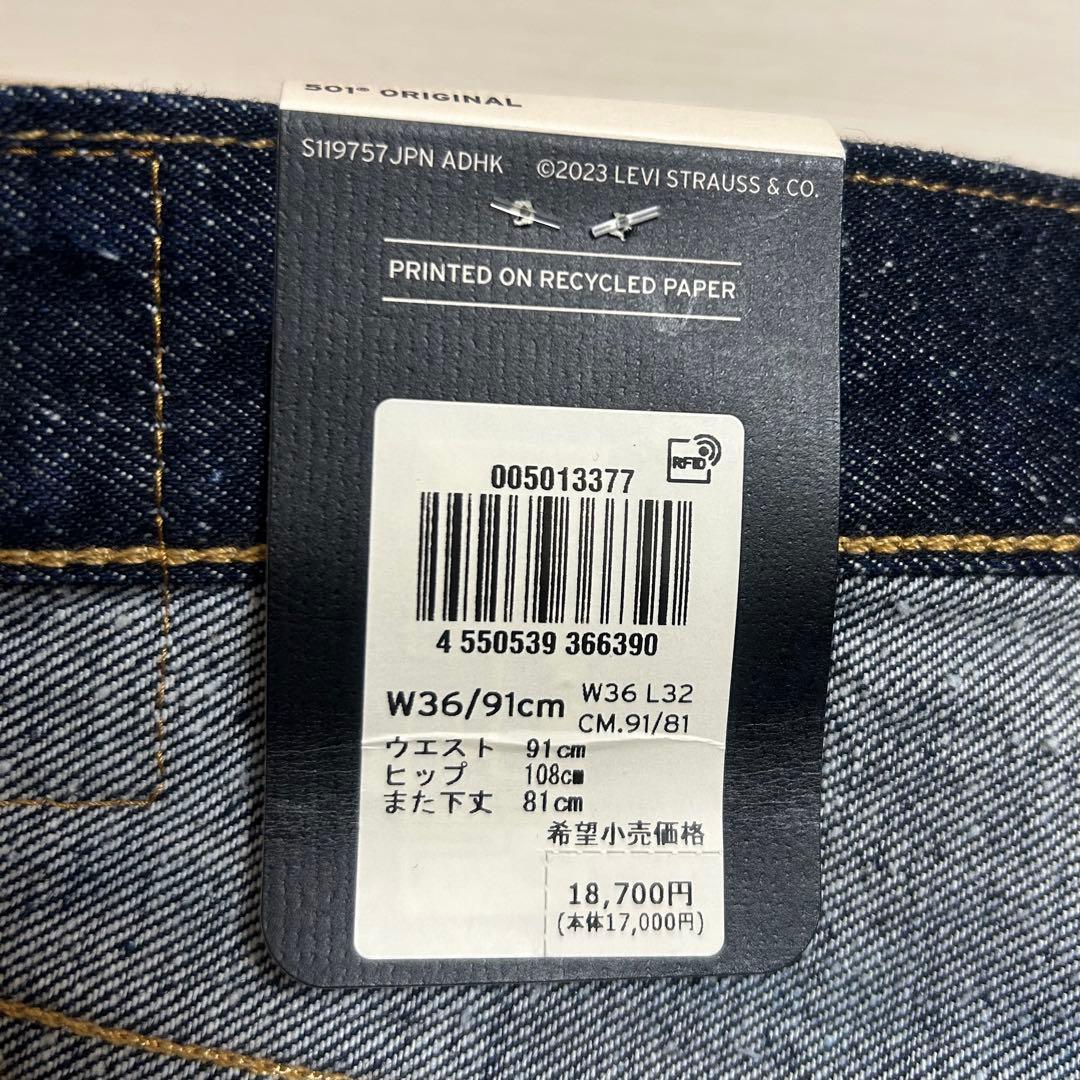 501® ORIGINAL
S119757JPN ADHK ©2023 LEVI STRAUSS & CO.
PRINTED ON RECYCLED PAPER
RFID
005013377
4 550539 366390
W36/91cm W36 L32
CM.91/81
ウエスト 91cm
ヒップ 108cm
また下丈 81cm
希望小売価格
18,700円
(本体17,000円)